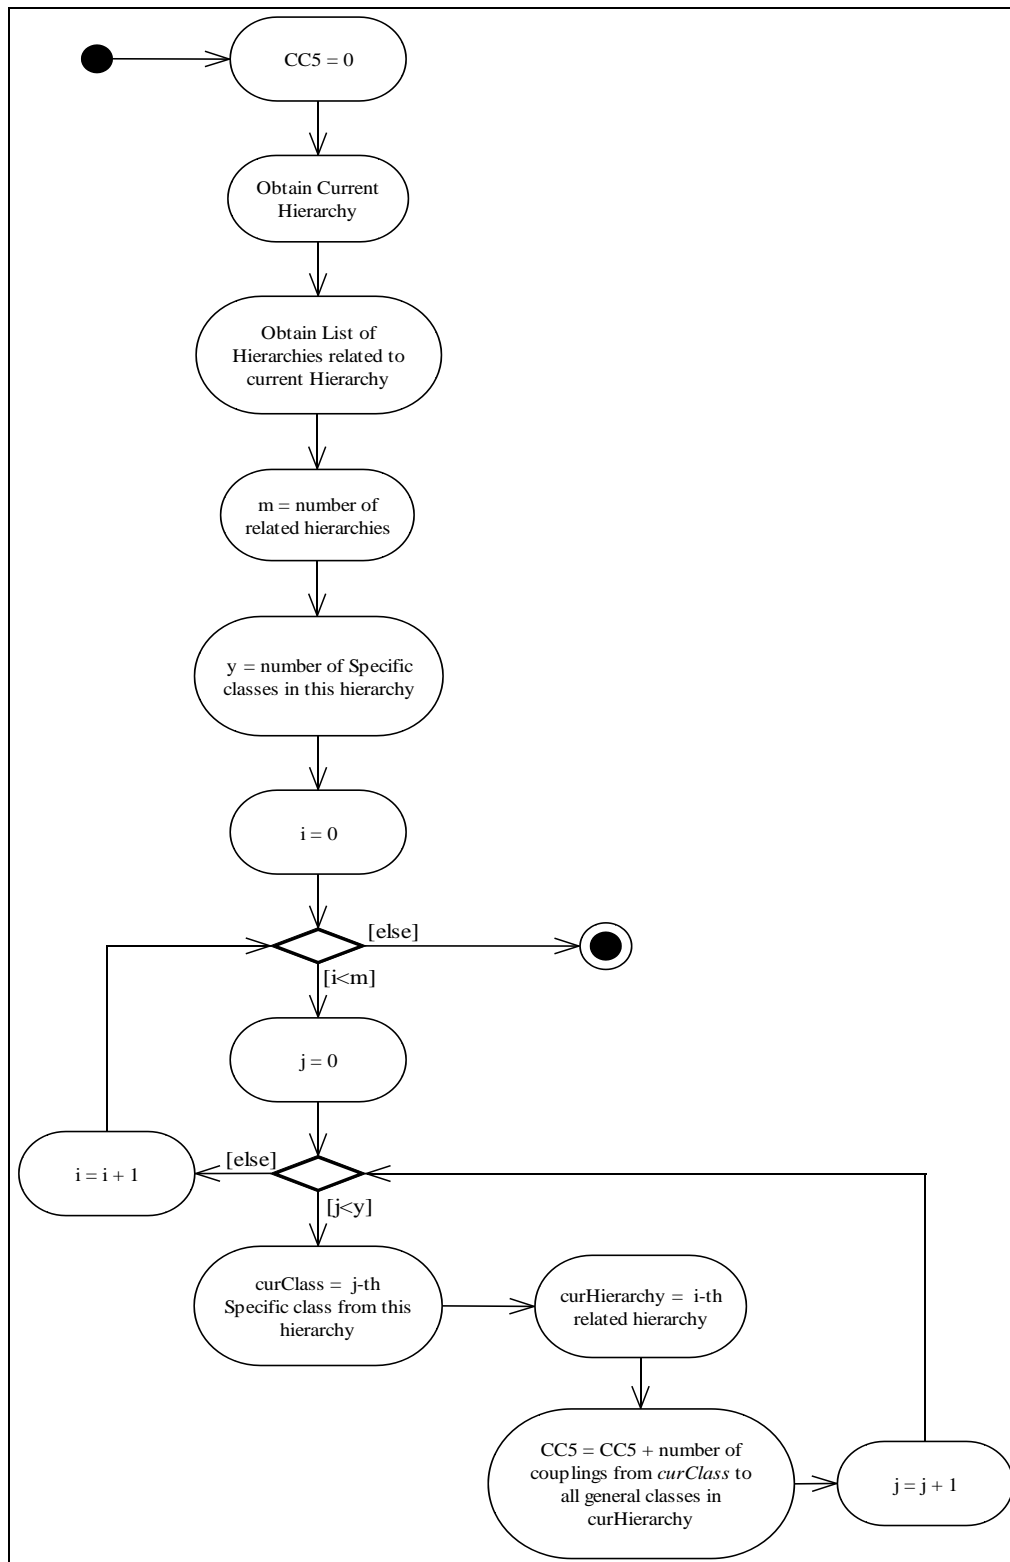 CC5 = 0
Obtain Current
Hierarchy
Obtain List of
Hierarchies related to
current Hierarchy
m = number of
related hierarchies
y = number of Specific
classes in this hierarchy
i = 0
[else]
[i<m]
j = 0
i = i + 1
[else]
[j<y]
curClass = j-th
Specific class from this
hierarchy
curHierarchy = i-th
related hierarchy
CC5 = CC5 + number of
couplings from curClass to
all general classes in
curHierarchy
j = j + 1